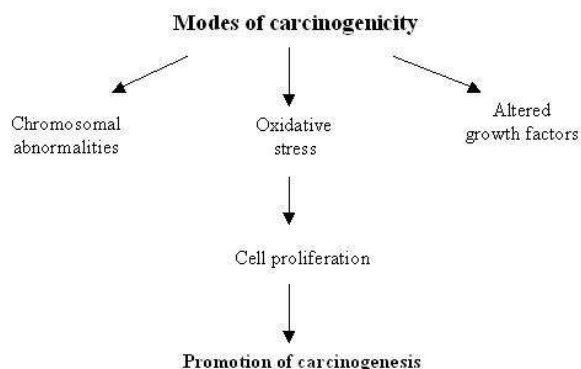 Modes of carcinogenicity
Chromosomal
abnormalities
Oxidative
stress
Altered
growth factors
Cell proliferation
Promotion of carcinogenesis